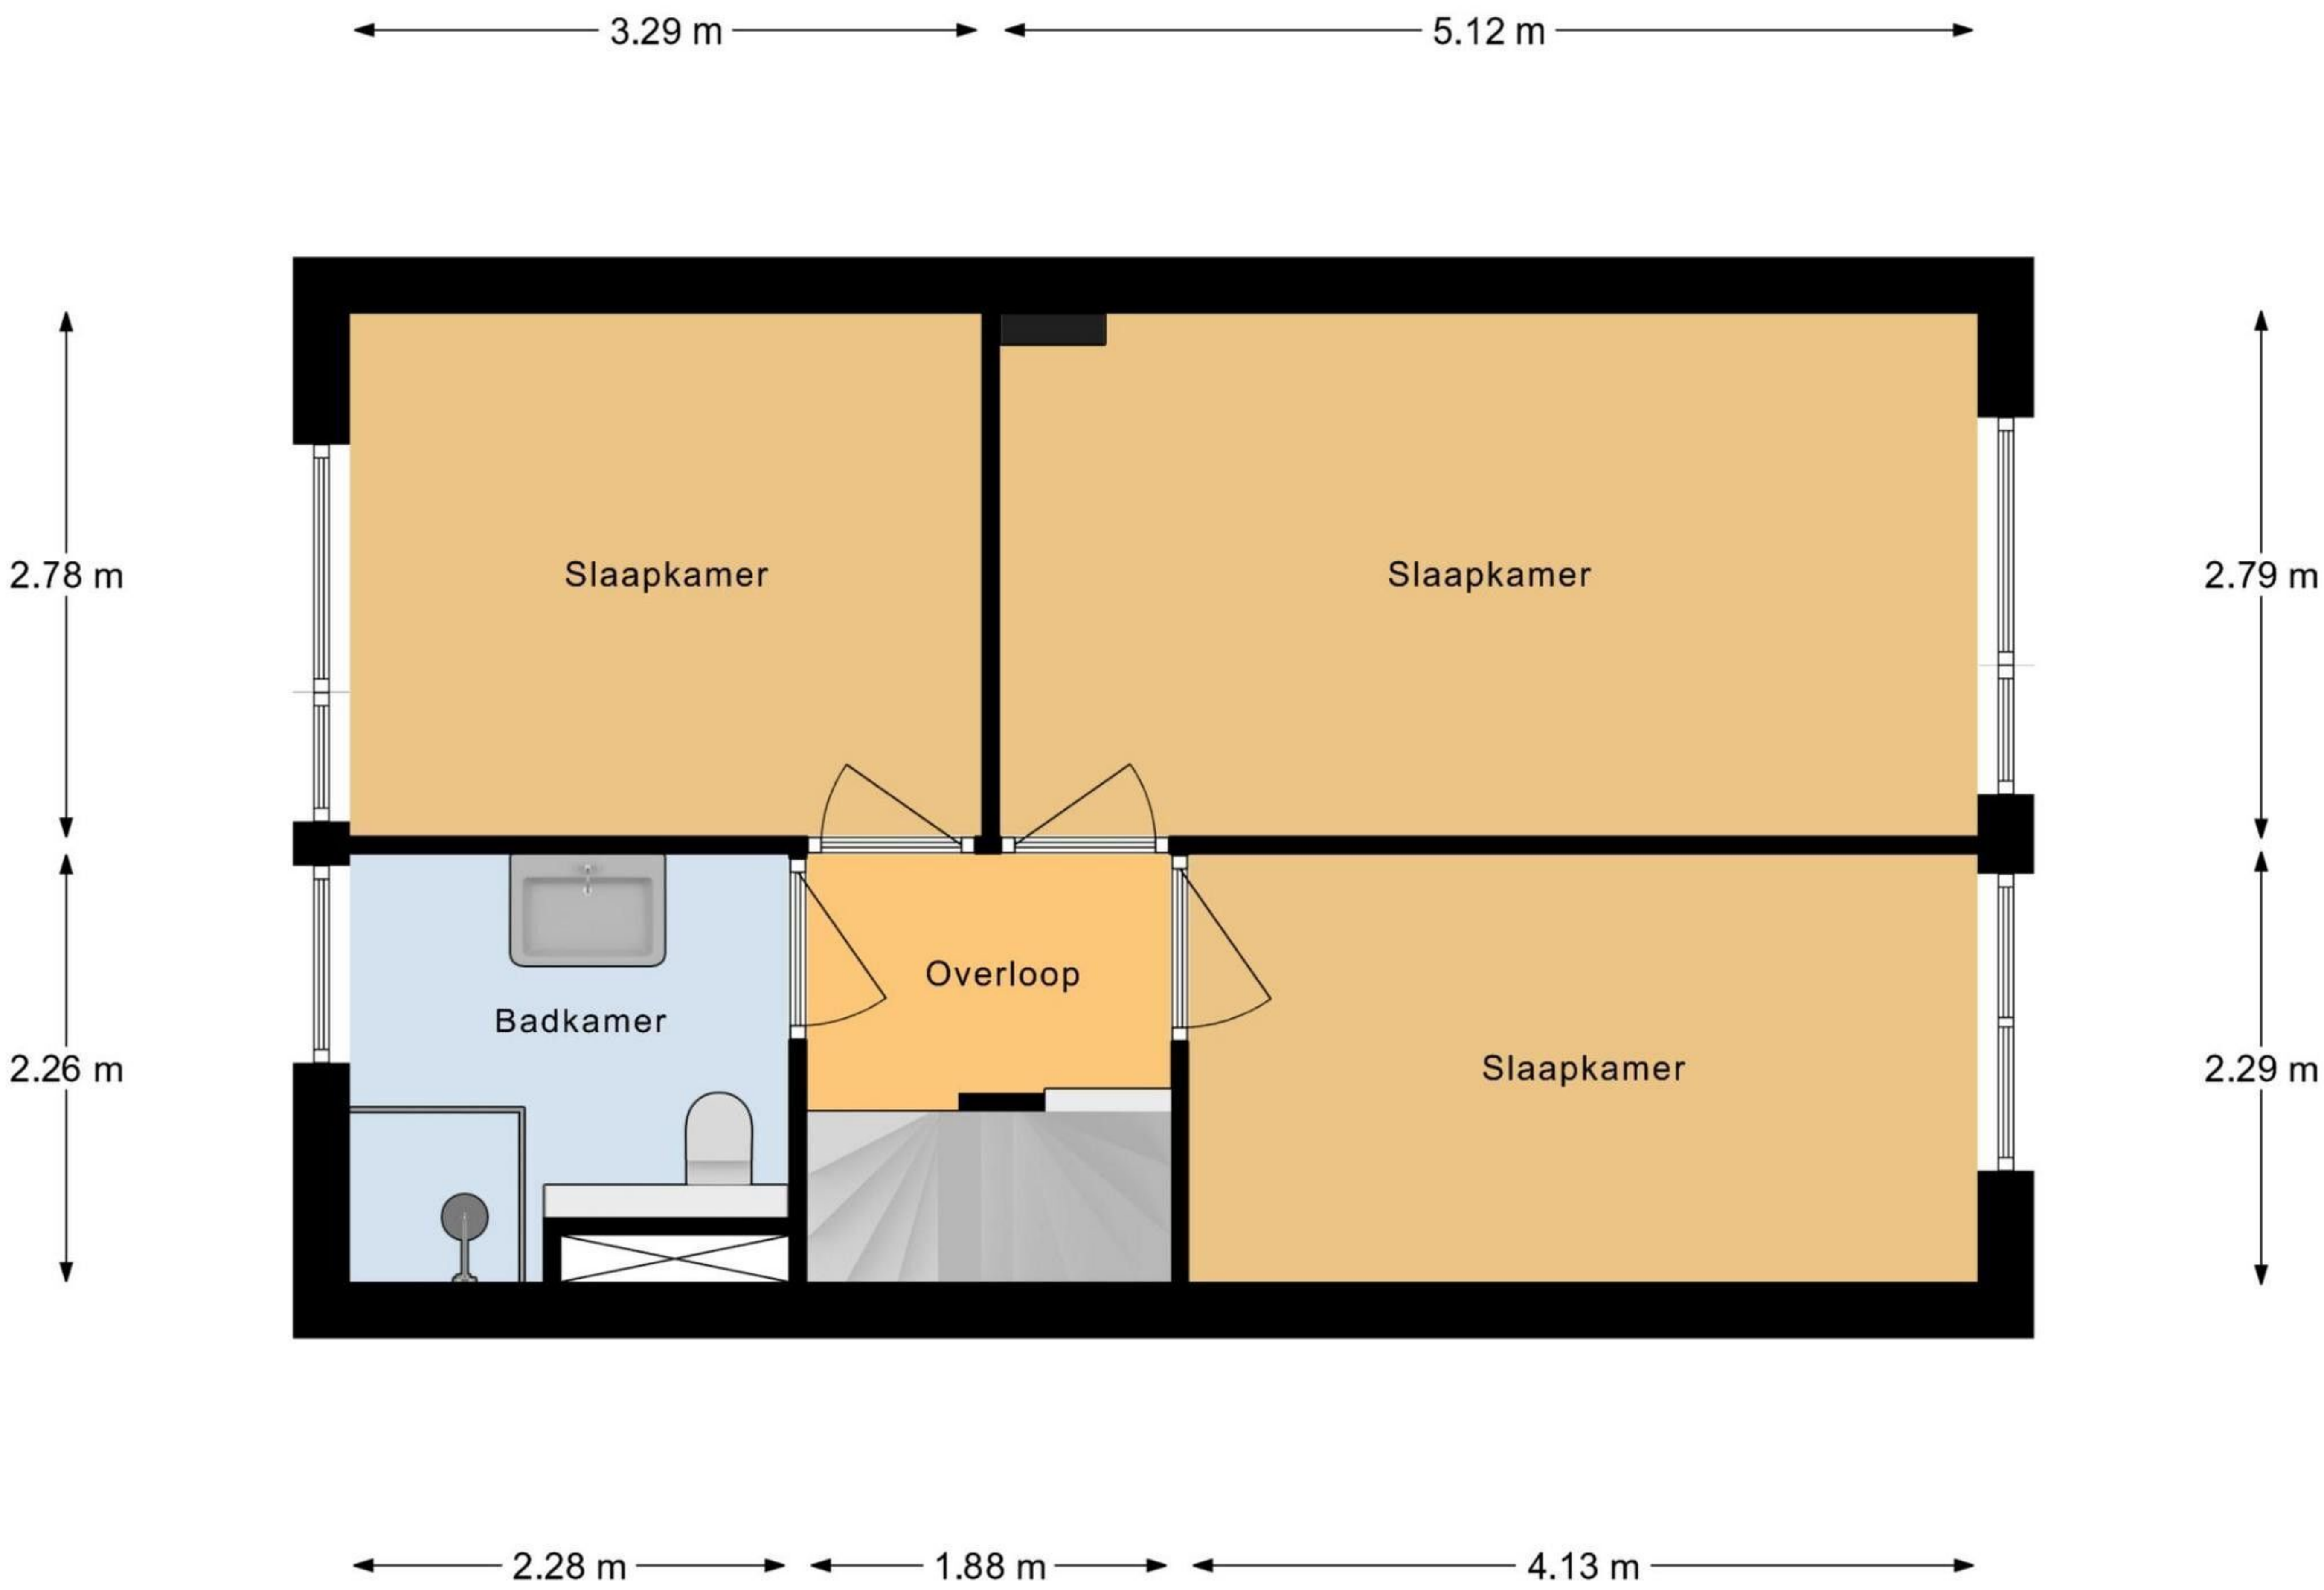 3.29 m
5.12 m
2.78 m
Slaapkamer
Slaapkamer
2.79 m
Overloop
Badkamer
2.26 m
Slaapkamer
2.29 m
2.28 m
1.88 m
4.13 m